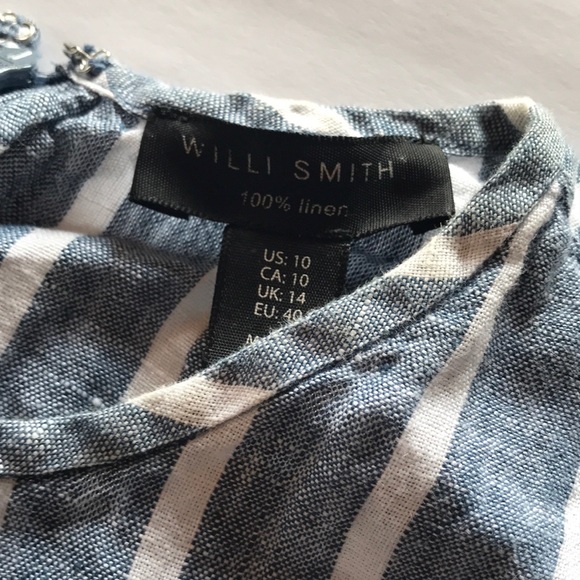 WILLI SMITH
100% linen
US: 10
CA: 10
UK: 14
EU: 40